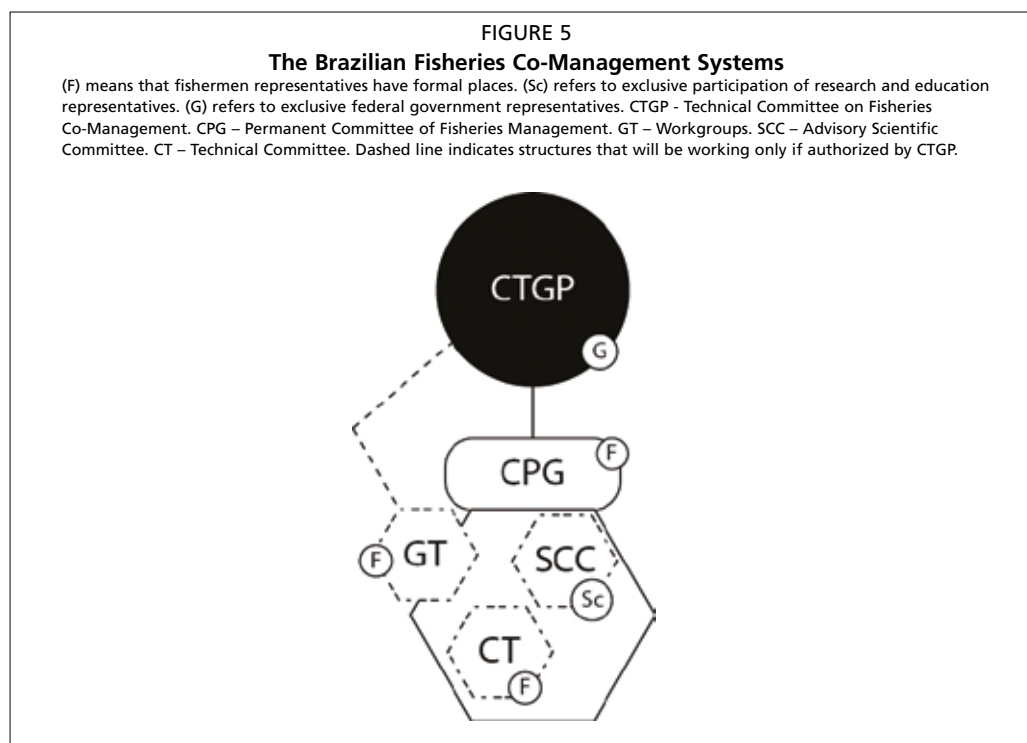 FIGURE 5
The Brazilian Fisheries Co-Management Systems
(F) means that fishermen representatives have formal places. (Sc) refers to exclusive participation of research and education
representatives. (G) refers to exclusive federal government representatives. CTGP - Technical Committee on Fisheries
Co-Management. CPG – Permanent Committee of Fisheries Management. GT – Workgroups. SCC – Advisory Scientific
Committee. CT – Technical Committee. Dashed line indicates structures that will be working only if authorized by CTGP.
CTGP
G
F
CPG
F
GT
SCC
Sc
CT
F